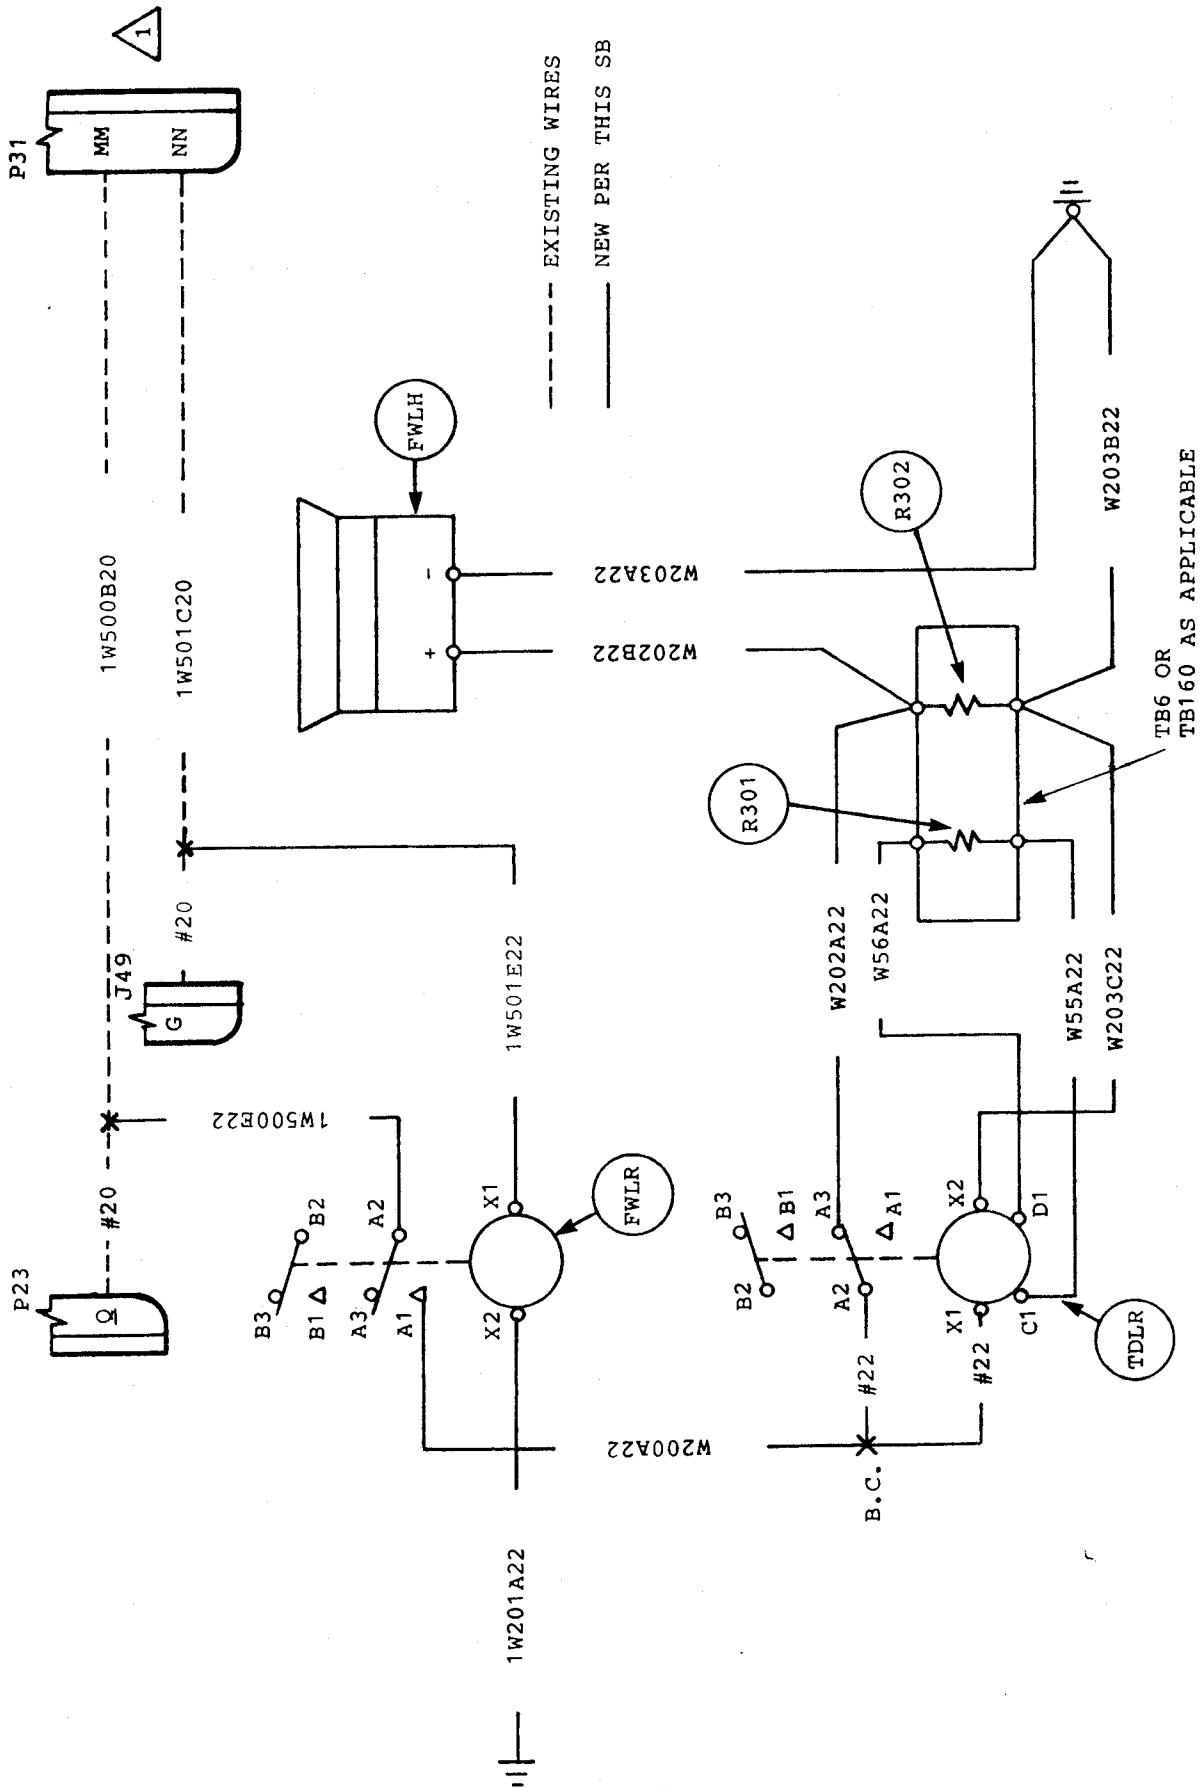 P23
Q
#20
1W500B20
P31
MM
NN
1
J49
G
#20
1W501C20
1W500E22
B3
B2
B1
A3
A2
A1
X2
X1
FWLR
1W501E22
1W201A22
W200A22
FWLH
+
-
W202B22
W203A22
EXISTING WIRES
NEW PER THIS SB
B2
B3
B1
A2
A3
A1
X1
X2
C1
D1
#22
#22
B.C.
TDLR
W202A22
W56A22
W55A22
W203C22
R301
R302
W203B22
TB6 OR
TB160 AS APPLICABLE